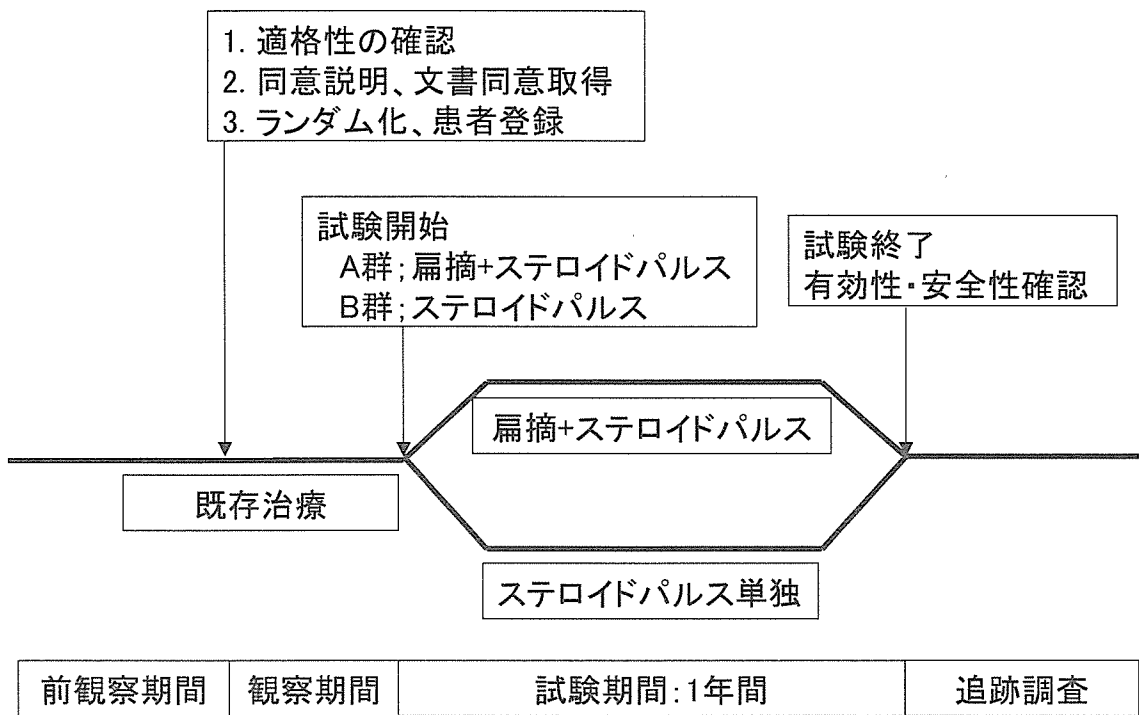 1. 適格性の確認
2. 同意説明、文書同意取得
3. ランダム化、患者登録
試験開始
A群;扁摘+ステロイドパルス
B群;ステロイドパルス
試験終了
有効性・安全性確認
扁摘+ステロイドパルス
既存治療
ステロイドパルス単独
前観察期間
観察期間
試験期間:1年間
追跡調査